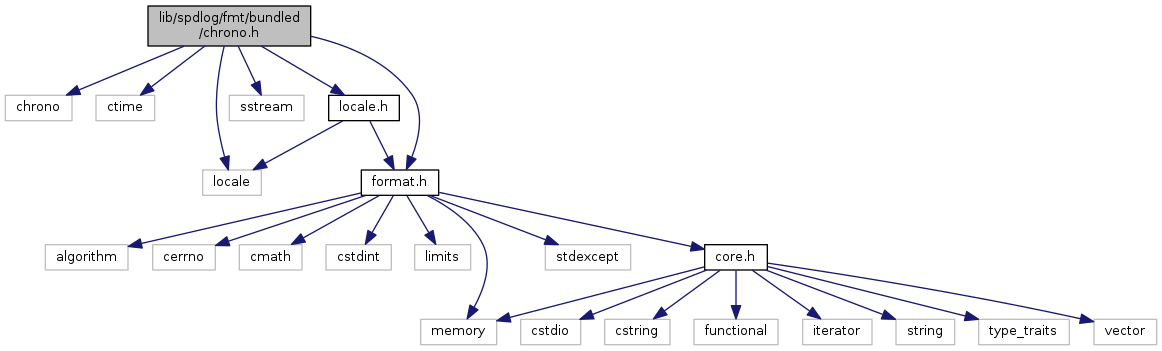 lib/spdlog/fmt/bundled
/chrono.h
chrono
ctime
sstream
locale.h
locale
format.h
algorithm
cerrno
cmath
cstdint
limits
stdexcept
core.h
memory
cstdio
cstring
functional
iterator
string
type_traits
vector